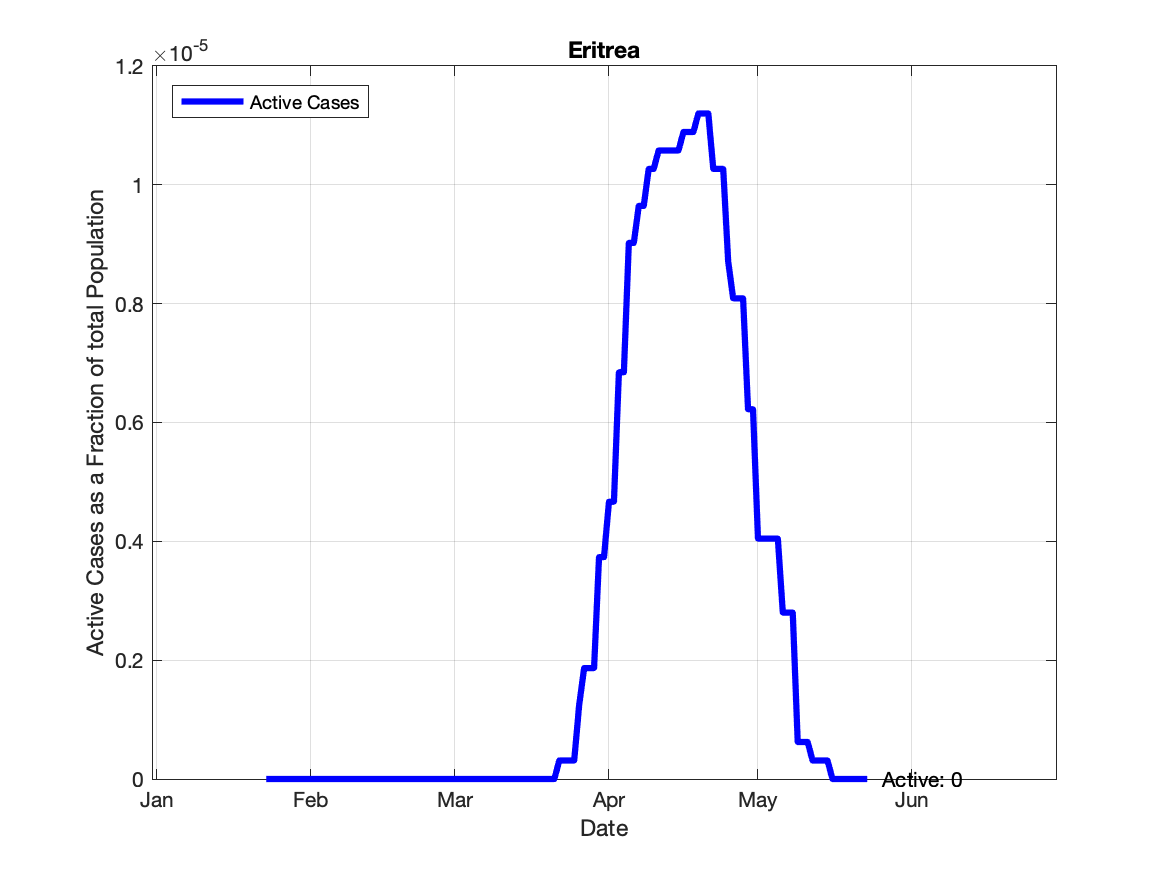 Eritrea
×10-5
1.2
1
0.8
0.6
0.4
0.2
0
Active Cases as a Fraction of total Population
Active Cases
Active: 0
Jan Feb Mar Apr May Jun
Date